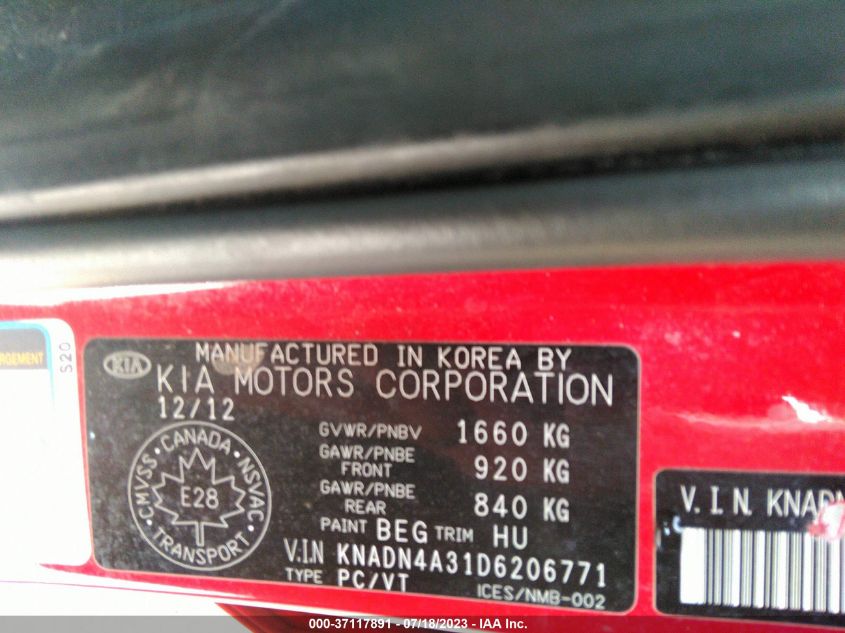 RGEMENT
S20
KIA
MANUFACTURED IN KOREA BY
KIA MOTORS CORPORATION
12/12
CANADA
CMVSS
NSVAC
E28
TRANSPORT
GVWR/PNBV 1660 KG
GAWR/PNBE FRONT 920 KG
GAWR/PNBE REAR 840 KG
PAINT BEG TRIM HU
V.I.N KNADN4A31D6206771
TYPE PC/VT
ICES/NMB-002
V. I. N. KNADN
000-37117891 - 07/18/2023 - IAA Inc.